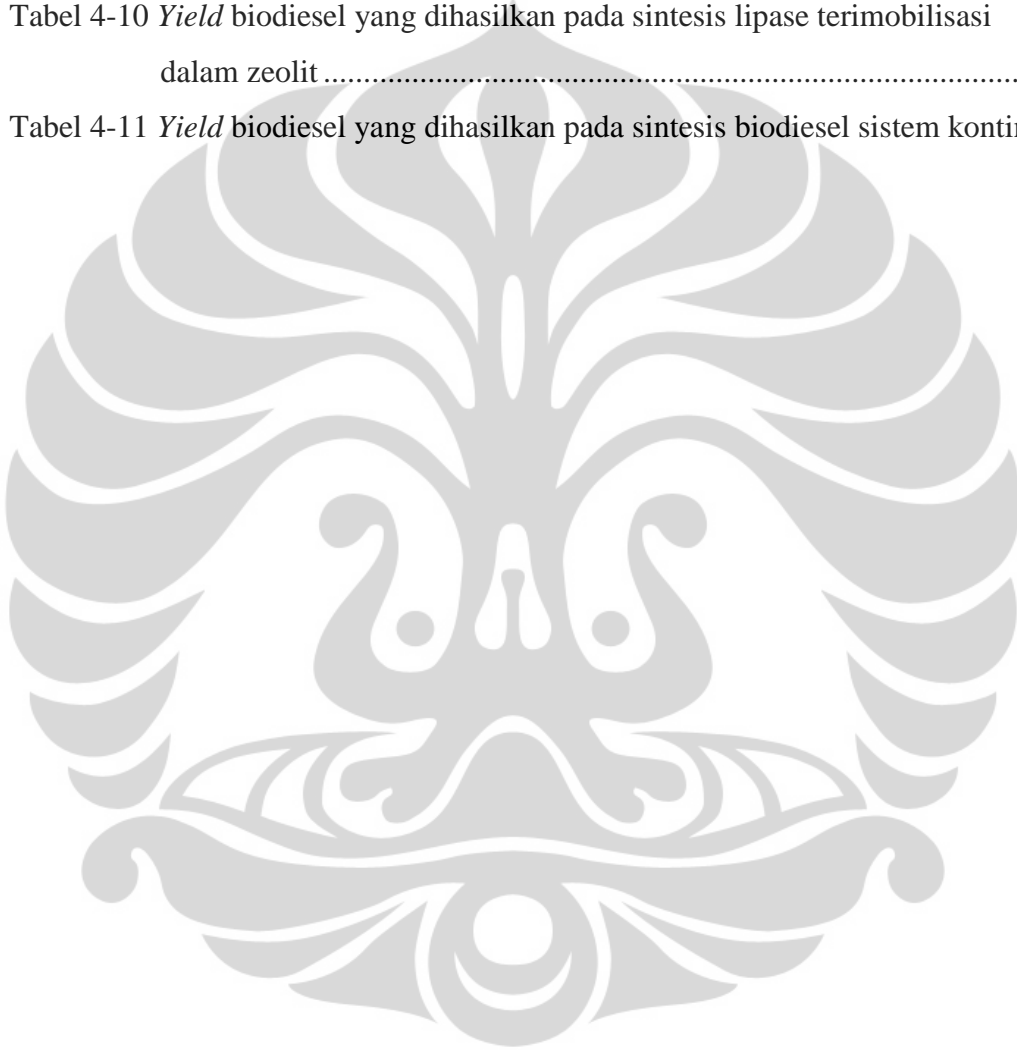 Tabel 4-10 Yield biodiesel yang dihasilkan pada sintesis lipase terimobilisasi
dalam zeolit ......................................................................................
Tabel 4-11 Yield biodiesel yang dihasilkan pada sintesis biodiesel sistem